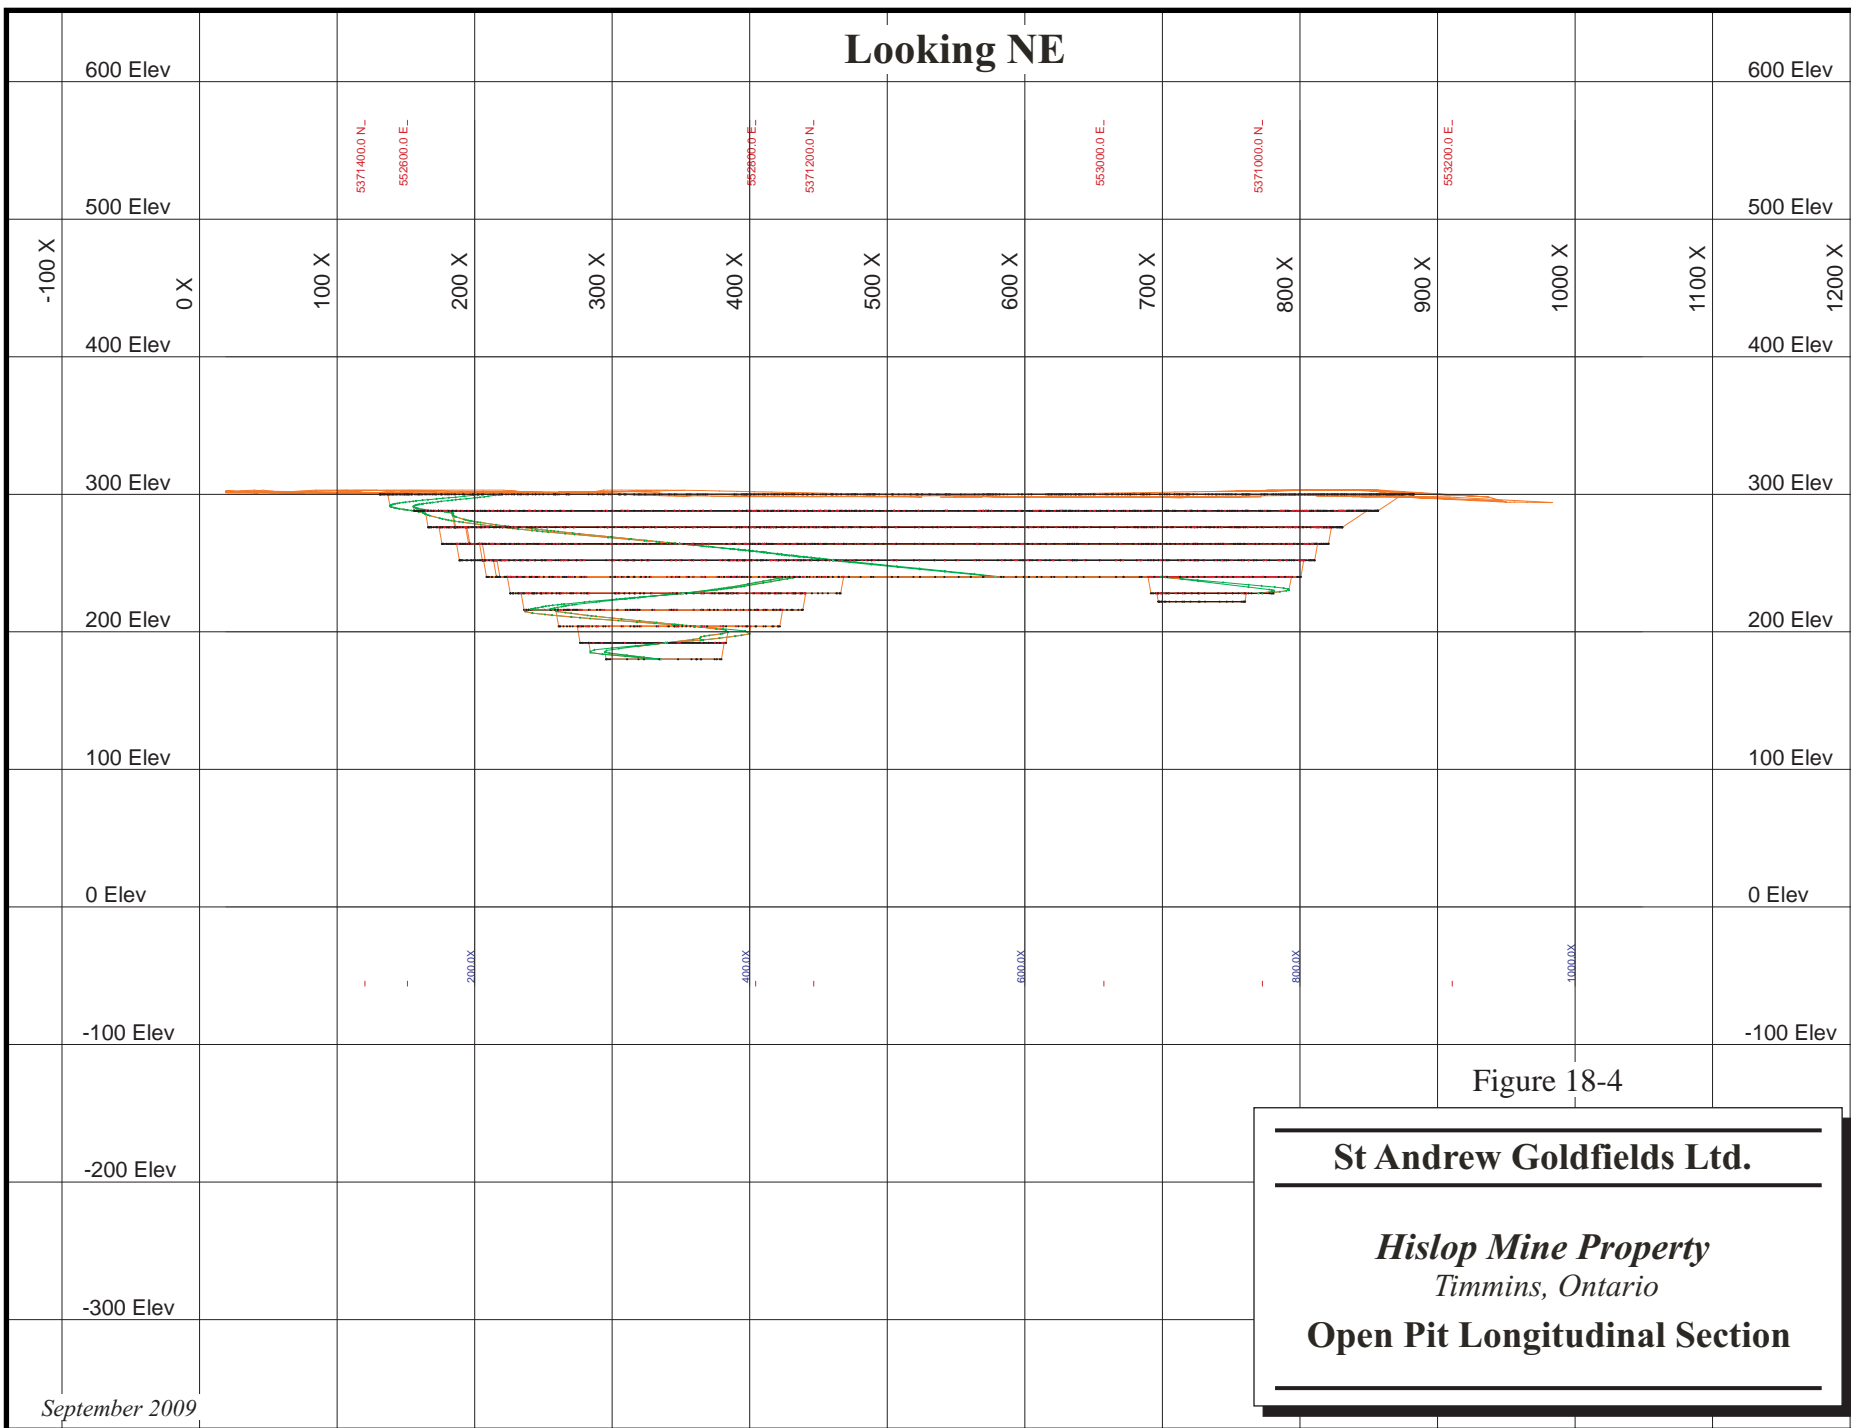 Looking NE
600 Elev
600 Elev
5371400.0 N
552600.0 E
552800.0 E
5371200.0 N
553000.0 E
5371000.0 N
553200.0 E
500 Elev
500 Elev
-100 X
0 X
100 X
200 X
300 X
400 X
500 X
600 X
700 X
800 X
900 X
1000 X
1100 X
1200 X
400 Elev
400 Elev
300 Elev
300 Elev
200 Elev
200 Elev
100 Elev
100 Elev
0 Elev
0 Elev
200.0X
400.0X
600.0X
800.0X
1000.0X
-100 Elev
-100 Elev
-200 Elev
-300 Elev
Figure 18-4
St Andrew Goldfields Ltd.
Hislop Mine Property
Timmins, Ontario
Open Pit Longitudinal Section
September 2009